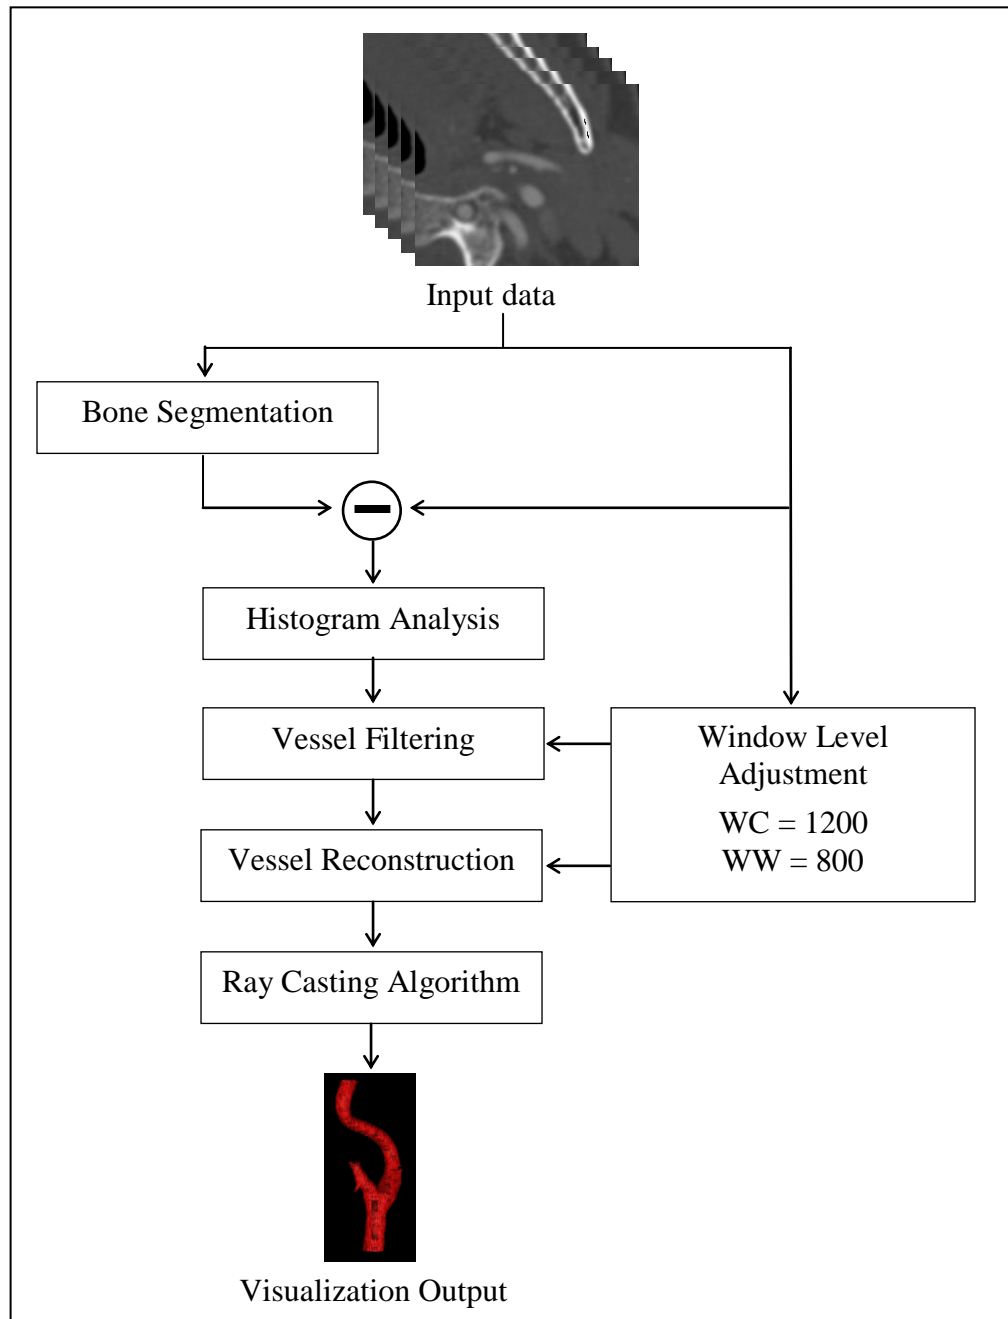 Input data
Bone Segmentation
Histogram Analysis
Vessel Filtering
Window Level
Adjustment
WC = 1200
WW = 800
Vessel Reconstruction
Ray Casting Algorithm
Visualization Output